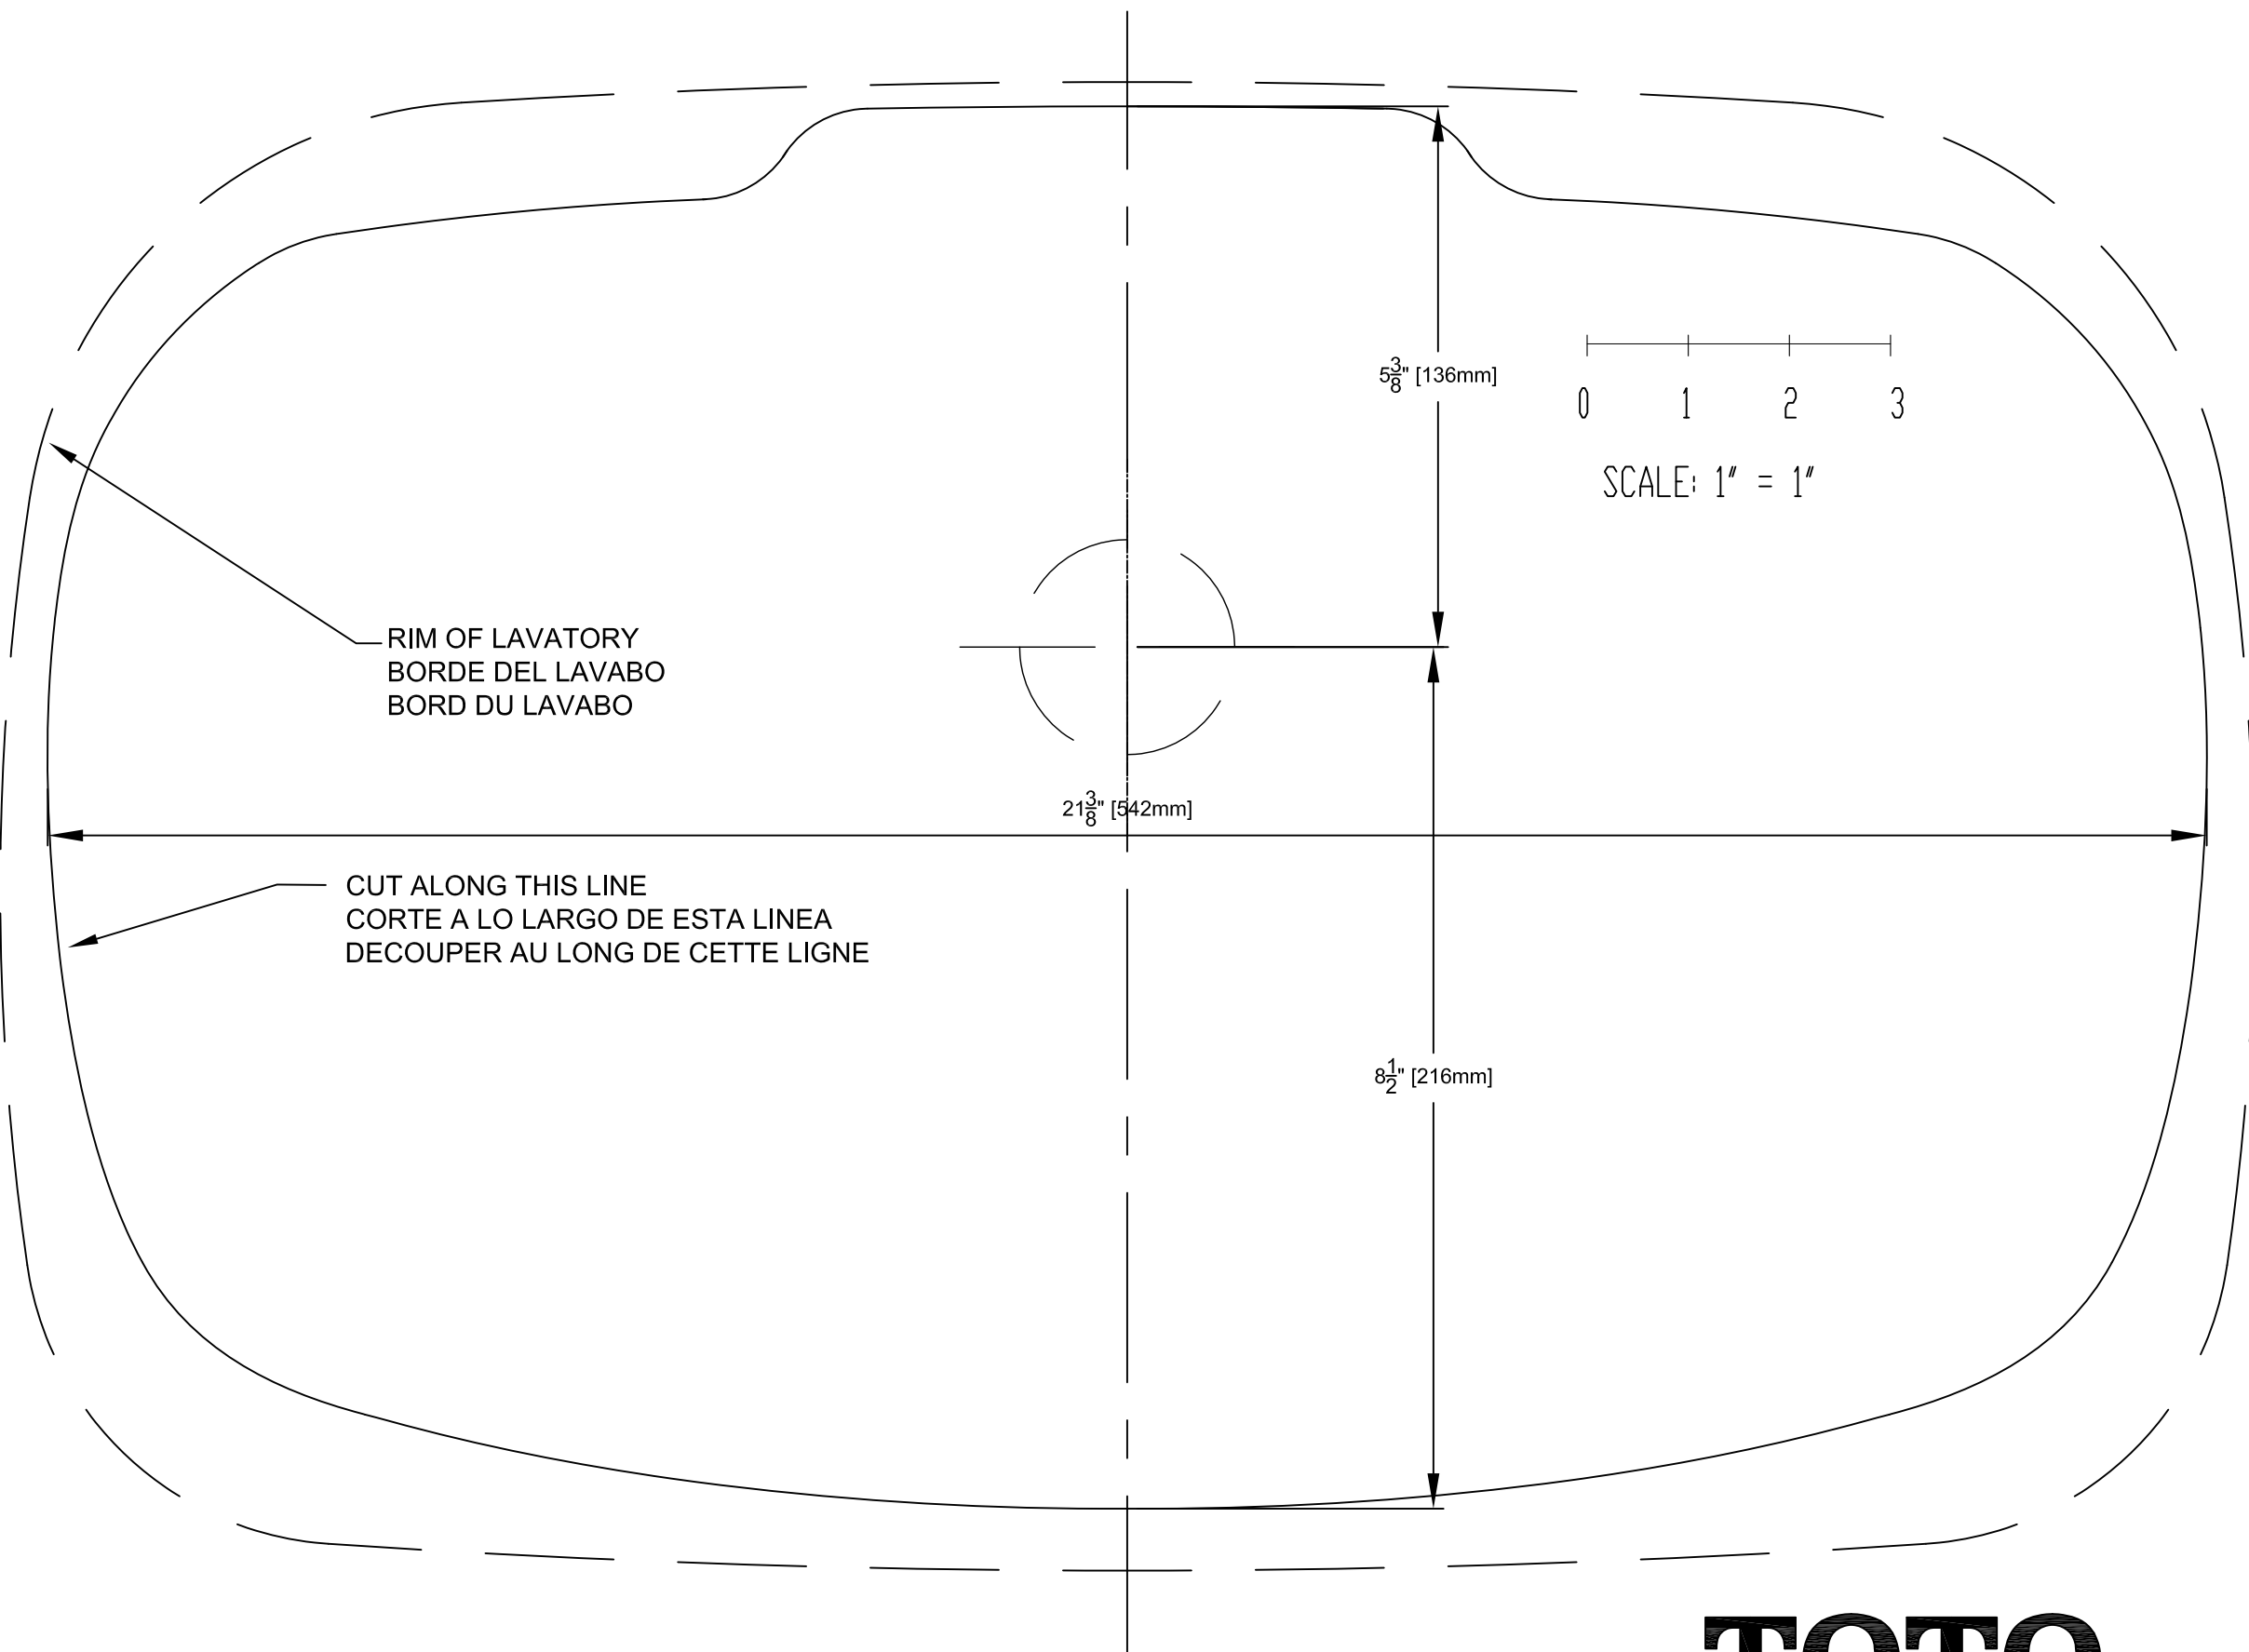 5 3/8" [136mm]
0 1 2 3
SCALE: 1" = 1"
RIM OF LAVATORY
BORDE DEL LAVABO
BORD DU LAVABO
21 3/8" [542mm]
CUT ALONG THIS LINE
CORTE A LO LARGO DE ESTA LINEA
DECOUPER AU LONG DE CETTE LIGNE
8 1/2" [216mm]
TOTO